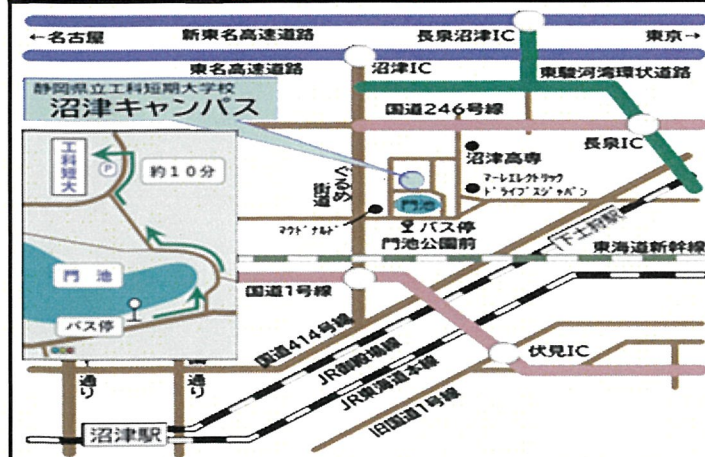 ←名古屋 新東名高速道路 長泉沼津IC 東京→
東名高速道路 沼津IC 東駿河湾環状道路
静岡県立工科短期大学校
沼津キャンパス
国道246号線
長泉IC
工科短大
P
約10分
ぐるめ街道
沼津高専
マーレエレクトリック
ドライブスジャパン
門池
マクドナルド
バス停
門池公園前
下土狩駅
東海道新幹線
門池
国道1号線
バス停
国道414号線
JR御殿場線
JR東海道本線
伏見IC
旧国道1号線
通り
通り
沼津駅